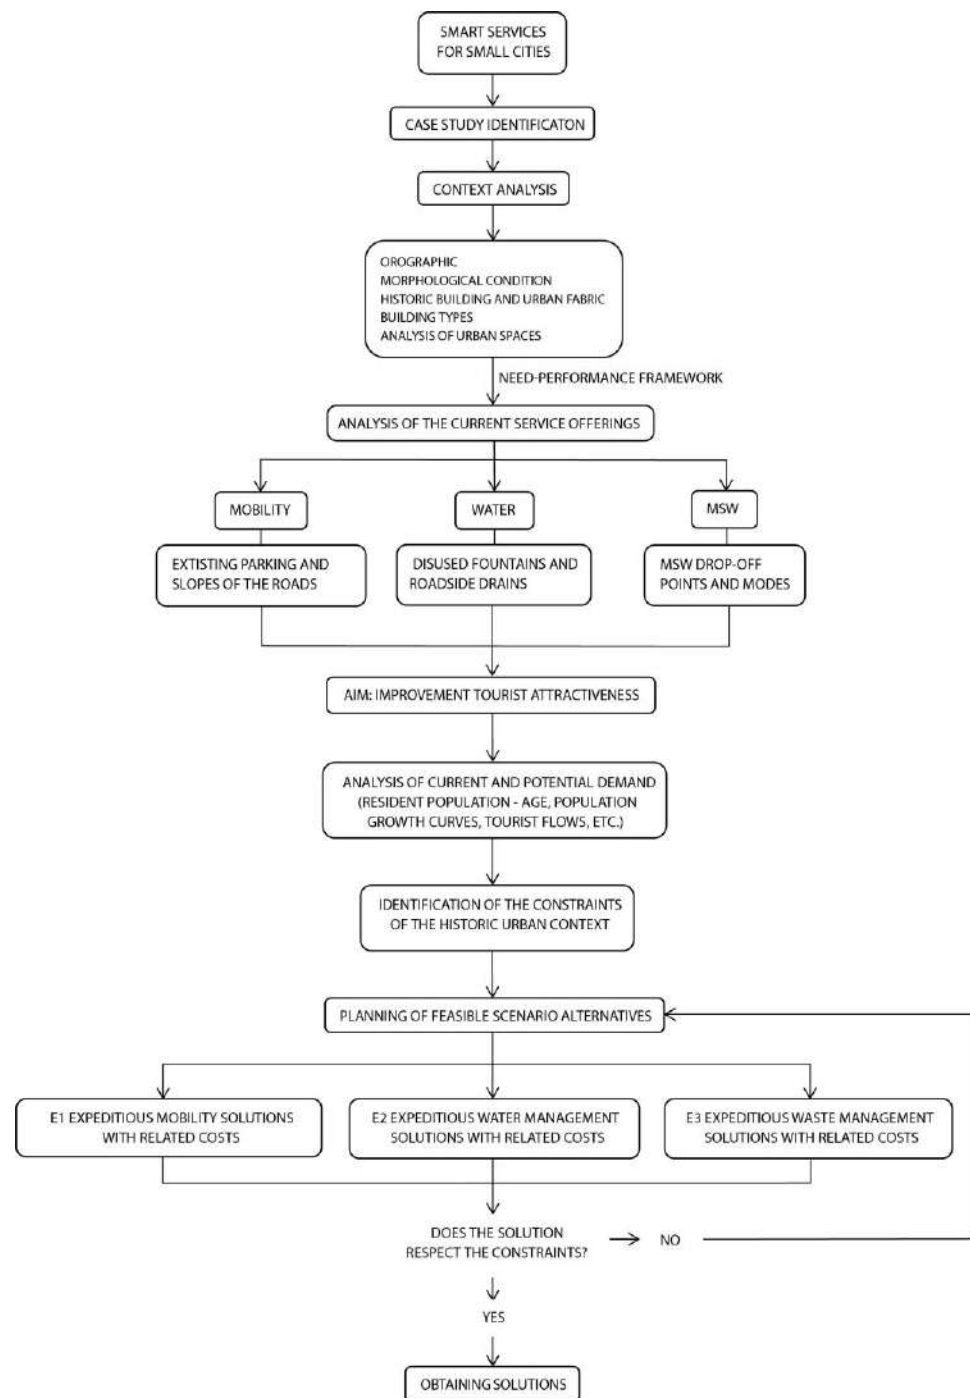 SMART SERVICES
FOR SMALL CITIES
CASE STUDY IDENTIFICATON
CONTEXT ANALYSIS
OROGRAPHIC
MORPHOLOGICAL CONDITION
HISTORIC BUILDING AND URBAN FABRIC
BUILDING TYPES
ANALYSIS OF URBAN SPACES
NEED-PERFORMANCE FRAMEWORK
ANALYSIS OF THE CURRENT SERVICE OFFERINGS
MOBILITY
WATER
MSW
EXTISTING PARKING AND
SLOPES OF THE ROADS
DISUSED FOUNTAINS AND
ROADSIDE DRAINS
MSW DROP-OFF
POINTS AND MODES
AIM: IMPROVEMENT TOURIST ATTRACTIVENESS
ANALYSIS OF CURRENT AND POTENTIAL DEMAND
(RESIDENT POPULATION - AGE, POPULATION
GROWTH CURVES, TOURIST FLOWS, ETC.)
IDENTIFICATION OF THE CONSTRAINTS
OF THE HISTORIC URBAN CONTEXT
PLANNING OF FEASIBLE SCENARIO ALTERNATIVES
E1 EXPEDITIOUS MOBILITY SOLUTIONS
WITH RELATED COSTS
E2 EXPEDITIOUS WATER MANAGEMENT
SOLUTIONS WITH RELATED COSTS
E3 EXPEDITIOUS WASTE MANAGEMENT
SOLUTIONS WITH RELATED COSTS
DOES THE SOLUTION
RESPECT THE CONSTRAINTS?
NO
YES
OBTAINING SOLUTIONS